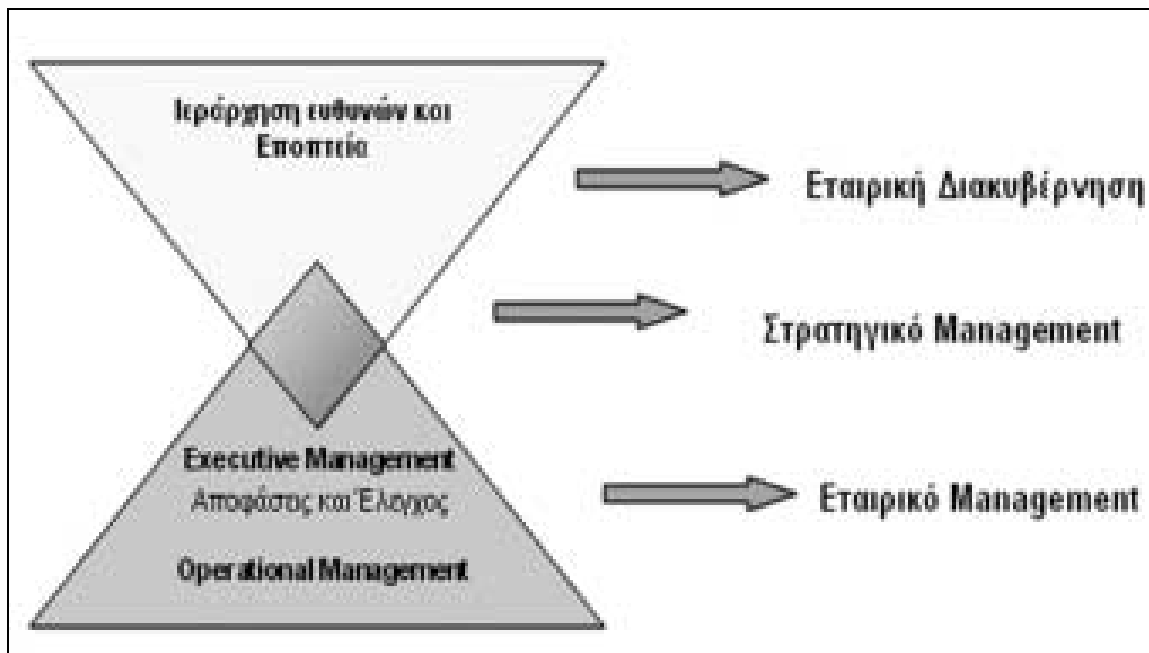 Ιεράρχηση ευθυνών και
Εποπτεία
Εταιρική Διακυβέρνηση
Στρατηγικό Management
Executive Management
Αποφάσεις και Έλεγχος
Εταιρικό Management
Operational Management